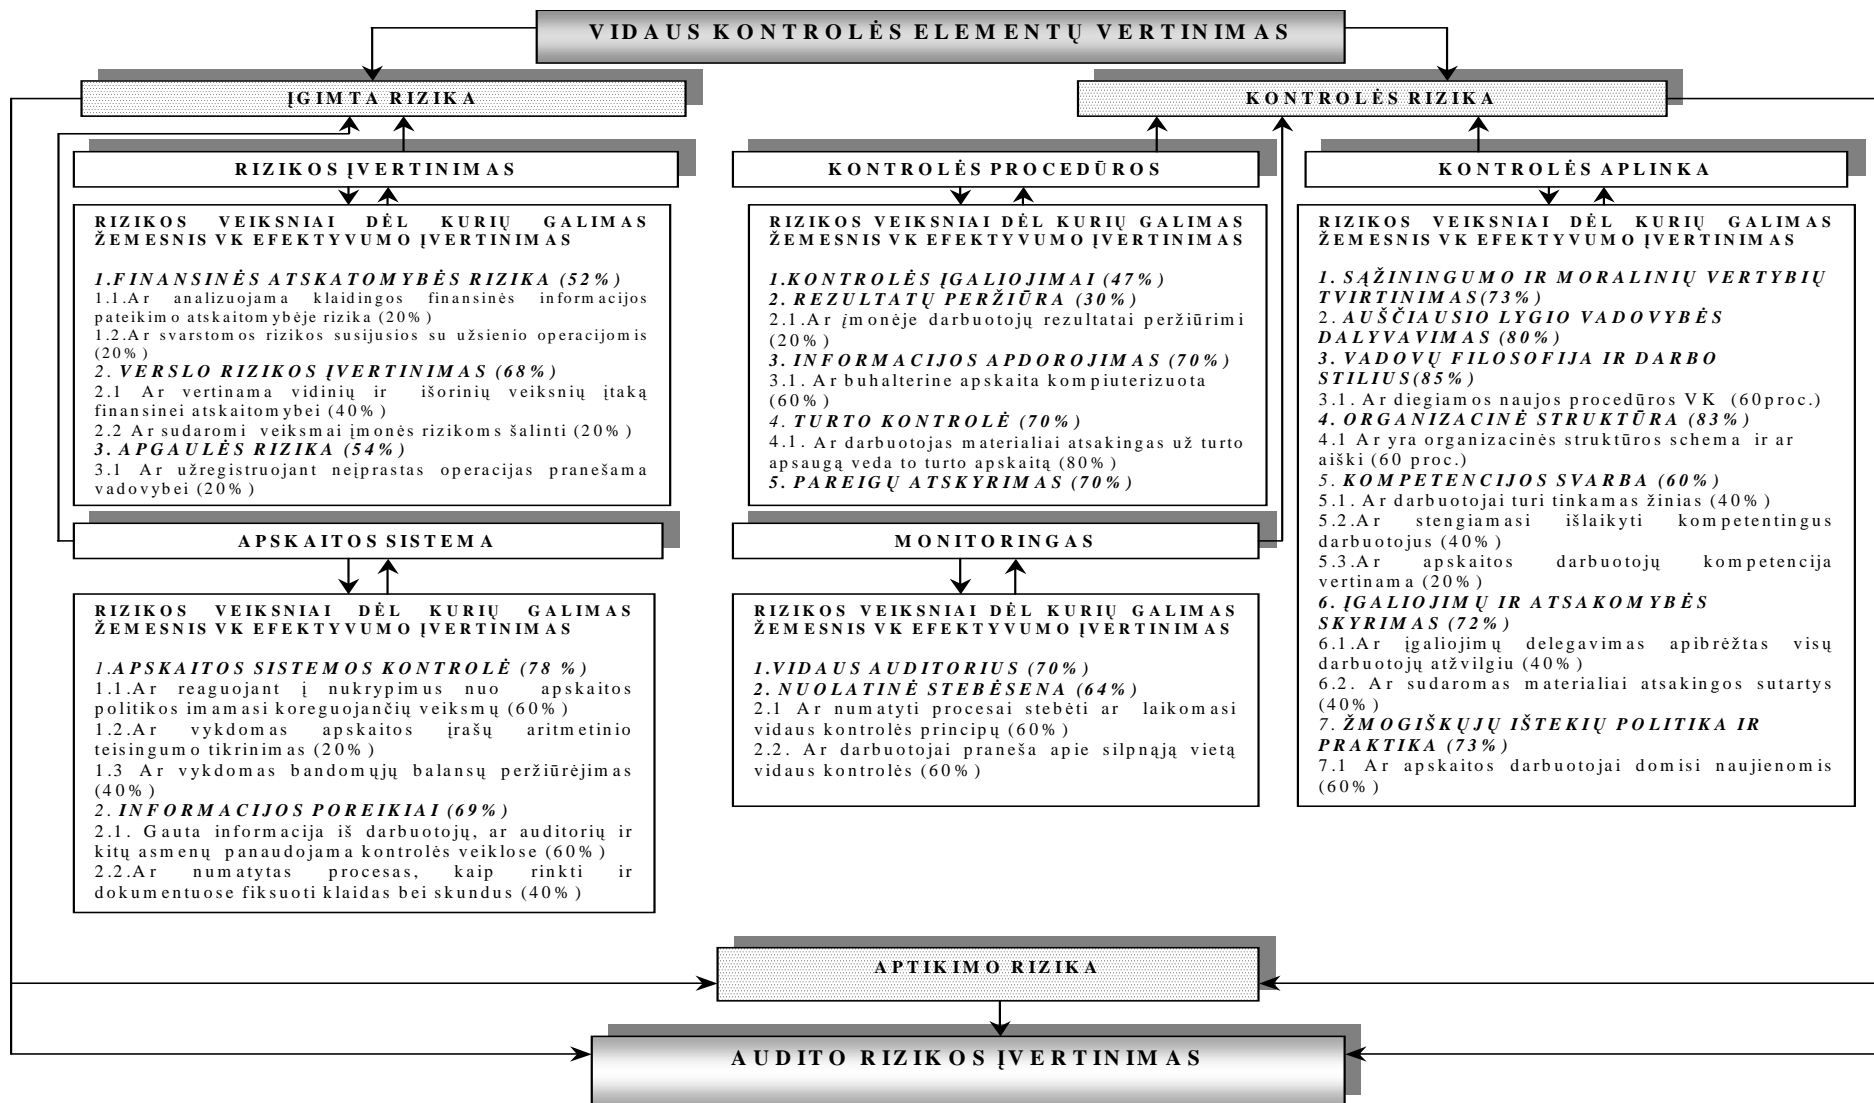 VIDAUS KONTROLĖS ELEMENTŲ VERTINIMAS
ĮGIMTA RIZIKA
KONTROLĖS RIZIKA
RIZIKOS ĮVERTINIMAS
RIZIKOS VEIKSNIAI DĖL KURIŲ GALIMAS
ŽEMESNIS VK EFEKTYVUMO ĮVERTINIMAS
1.FINANSINĖS ATSKATOMYBĖS RIZIKA (52%)
1.1.Ar analizuojama klaidingos finansinės informacijos
pateikimo atskaitomybėje rizika (20%)
1.2.Ar svarstomos rizikos susijusios su užsienio operacijomis
(20%)
2. VERSLO RIZIKOS ĮVERTINIMAS (68%)
2.1 Ar vertinama vidinių ir išorinių veiksnių įtaką
finansinei atskaitomybei (40%)
2.2 Ar sudaromi veiksmai įmonės rizikoms šalinti (20%)
3. APGAULĖS RIZIKA (54%)
3.1 Ar užregistruojant neįprastas operacijas pranešama
vadovybei (20%)
APSKAITOS SISTEMA
RIZIKOS VEIKSNIAI DĖL KURIŲ GALIMAS
ŽEMESNIS VK EFEKTYVUMO ĮVERTINIMAS
1.APSKAITOS SISTEMOS KONTROLĖ (78 %)
1.1.Ar reaguojant į nukrypimus nuo apskaitos
politikos imamasi koreguojančių veiksmų (60%)
1.2.Ar vykdomas apskaitos įrašų aritmetinio
teisingumo tikrinimas (20%)
1.3 Ar vykdomas bandomųjų balansų peržiūrėjimas
(40%)
2. INFORMACIJOS POREIKIAI (69%)
2.1. Gauta informacija iš darbuotojų, ar auditorių ir
kitų asmenų panaudojama kontrolės veiklose (60%)
2.2.Ar numatytas procesas, kaip rinkti ir
dokumentuose fiksuoti klaidas bei skundus (40%)
KONTROLĖS PROCEDŪROS
RIZIKOS VEIKSNIAI DĖL KURIŲ GALIMAS
ŽEMESNIS VK EFEKTYVUMO ĮVERTINIMAS
1.KONTROLĖS ĮGALIOJIMAI (47%)
2. REZULTATŲ PERŽIŪRA (30%)
2.1.Ar įmonėje darbuotojų rezultatai peržiūrimi
(20%)
3. INFORMACIJOS APDOROJIMAS (70%)
3.1. Ar buhalterine apskaita kompiuterizuota
(60%)
4. TURTO KONTROLĖ (70%)
4.1. Ar darbuotojas materialiai atsakingas už turto
apsaugą veda to turto apskaitą (80%)
5. PAREIGŲ ATSKYRIMAS (70%)
MONITORINGAS
RIZIKOS VEIKSNIAI DĖL KURIŲ GALIMAS
ŽEMESNIS VK EFEKTYVUMO ĮVERTINIMAS
1.VIDAUS AUDITORIUS (70%)
2. NUOLATINĖ STEBĖSENA (64%)
2.1 Ar numatyti procesai stebėti ar laikomasi
vidaus kontrolės principų (60%)
2.2. Ar darbuotojai praneša apie silpnąją vietą
vidaus kontrolės (60%)
KONTROLĖS APLINKA
RIZIKOS VEIKSNIAI DĖL KURIŲ GALIMAS
ŽEMESNIS VK EFEKTYVUMO ĮVERTINIMAS
1. SĄŽININGUMO IR MORALINIŲ VERTYBIŲ
TVIRTINIMAS(73%)
2. AUŠČIAUSIO LYGIO VADOVYBĖS
DALYVAVIMAS (80%)
3. VADOVŲ FILOSOFIJA IR DARBO
STILIUS(85%)
3.1. Ar diegiamos naujos procedūros VK (60proc.)
4. ORGANIZACINĖ STRUKTŪRA (83%)
4.1 Ar yra organizacinės struktūros schema ir ar
aiški (60 proc.)
5. KOMPETENCIJOS SVARBA (60%)
5.1. Ar darbuotojai turi tinkamas žinias (40%)
5.2.Ar stengiamasi išlaikyti kompetentingus
darbuotojus (40%)
5.3.Ar apskaitos darbuotojų kompetencija
vertinama (20%)
6. ĮGALIOJIMŲ IR ATSAKOMYBĖS
SKYRIMAS (72%)
6.1.Ar įgaliojimų delegavimas apibrėžtas visų
darbuotojų atžvilgiu (40%)
6.2. Ar sudaromas materialiai atsakingos sutartys
(40%)
7. ŽMOGIŠKŲJŲ IŠTEKIŲ POLITIKA IR
PRAKTIKA (73%)
7.1 Ar apskaitos darbuotojai domisi naujienomis
(60%)
APTIKIMO RIZIKA
AUDITO RIZIKOS ĮVERTINIMAS